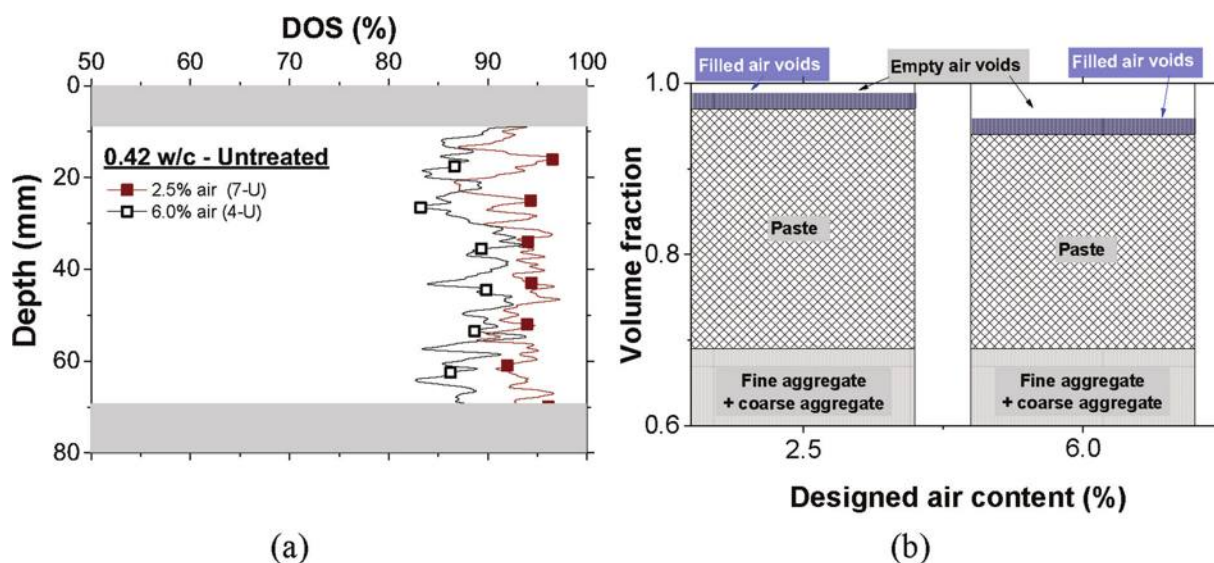 DOS (%)
50 60 70 80 90 100
0
20
40
60
80
Depth (mm)
0.42 w/c - Untreated
2.5% air (7-U)
6.0% air (4-U)
(a)
Filled air voids
Empty air voids
Filled air voids
1.0
0.8
0.6
Volume fraction
Paste
Paste
Fine aggregate
+ coarse aggregate
Fine aggregate
+ coarse aggregate
2.5 6.0
Designed air content (%)
(b)